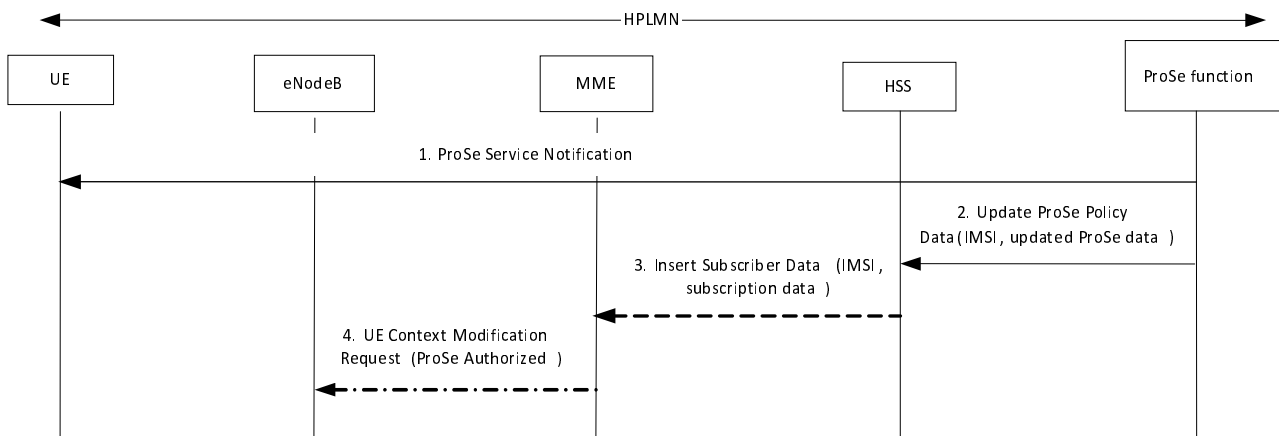 HPLMN
UE
eNodeB
MME
HSS
ProSe function
1. ProSe Service Notification
2. Update ProSe Policy
Data(IMSI, updated ProSe data )
3. Insert Subscriber Data (IMSI,
subscription data )
4. UE Context Modification
Request (ProSe Authorized )